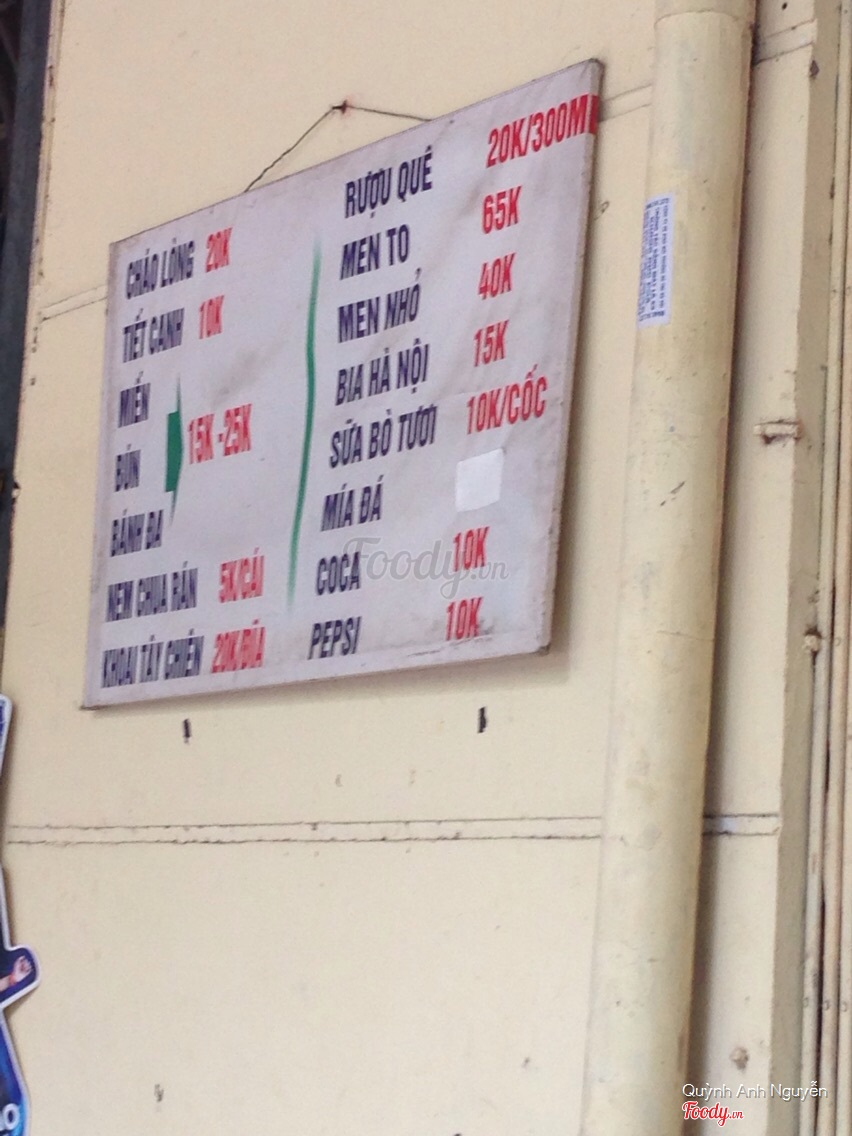 CHÁO LÒNG 20K
TIẾT CANH 10K
MIẾN
BÚN 15K - 25K
BÁNH ĐA
NEM CHUA RÁN 5K/CÁI
KHOAI TÂY CHIÊN 20K/ĐĨA
RƯỢU QUÊ 20K/300M
MEN TO 65K
MEN NHỎ 40K
BIA HÀ NỘI 15K
SỮA BÒ TƯƠI 10K/CỐC
MÍA ĐÁ
COCA 10K
PEPSI 10K
Foody.vn
Quỳnh Anh Nguyễn
Foody.vn